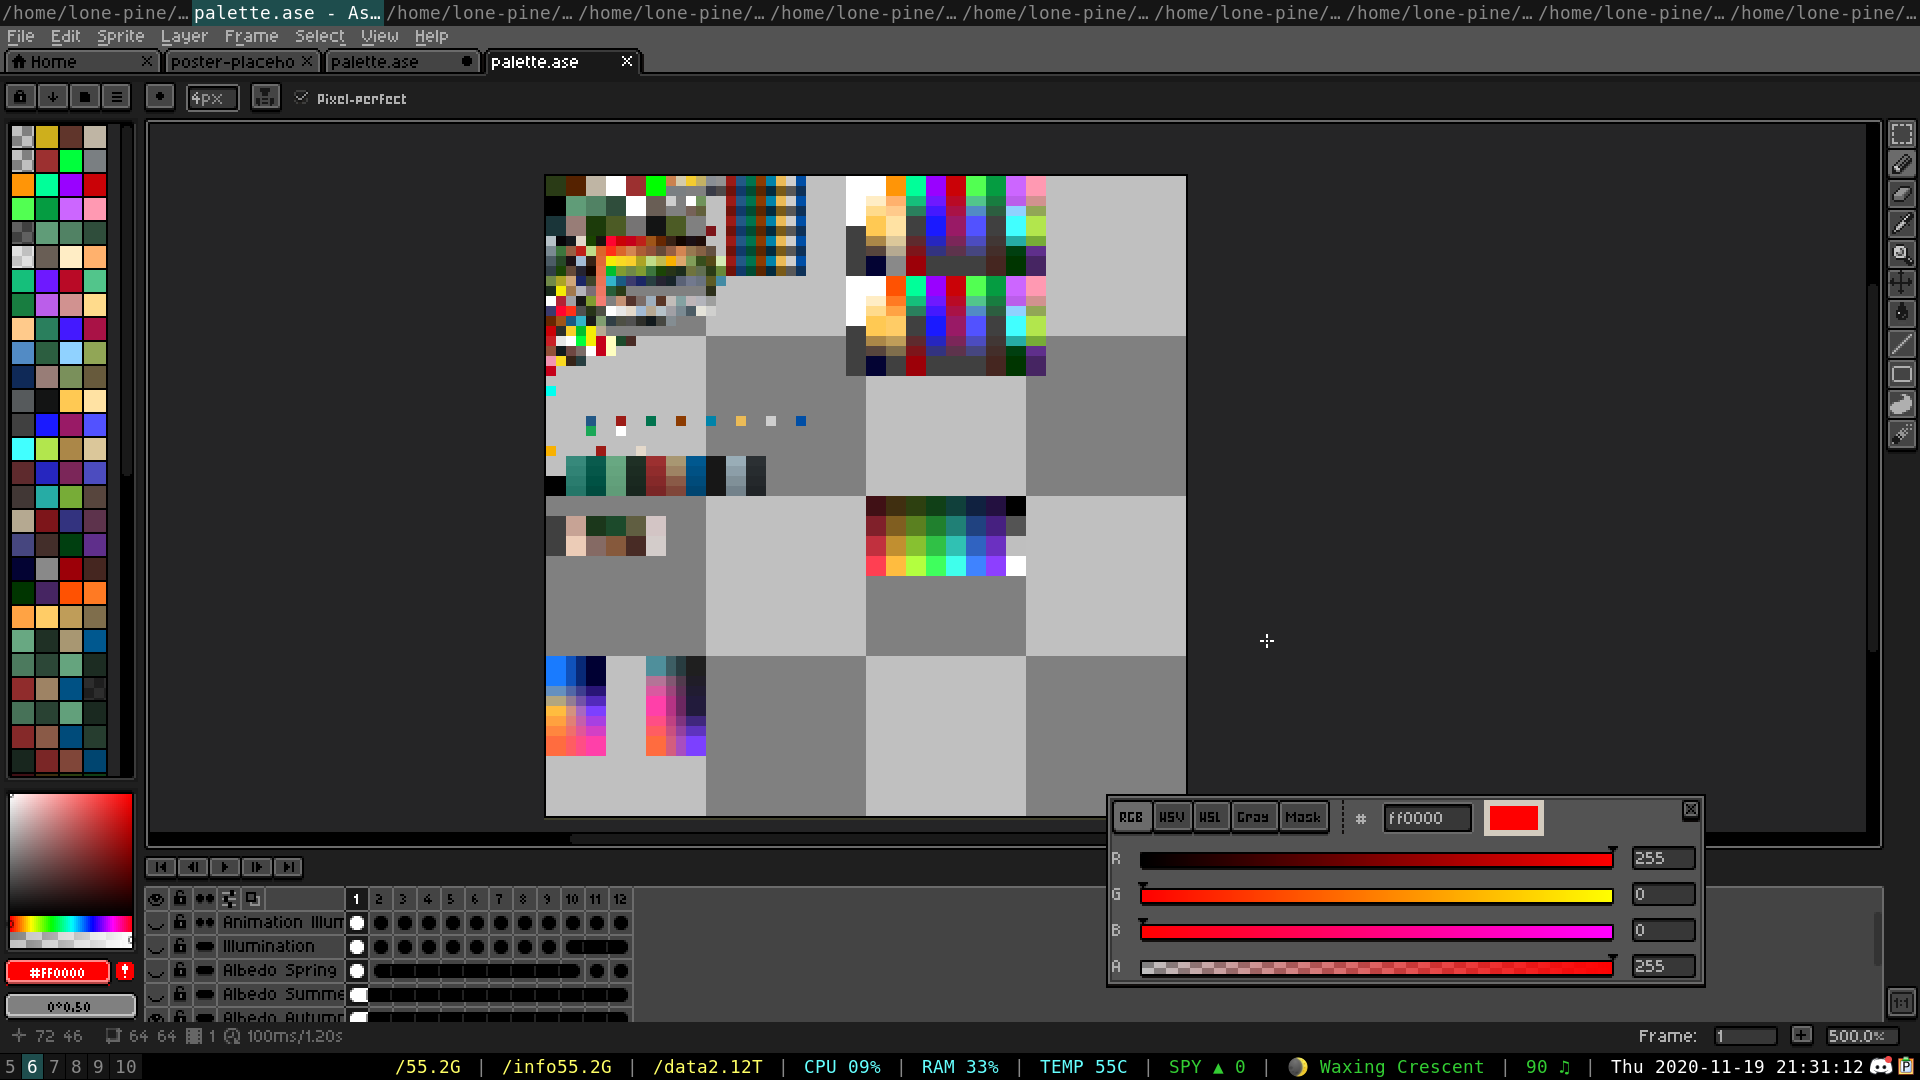 /home/lone-pine/… palette.ase - As… /home/lone-pine/… /home/lone-pine/… /home/lone-pine/… /home/lone-pine/… /home/lone-pine/… /home/lone-pine/… /home/lone-pine/… /home/lone-pine/…
File Edit Sprite Layer Frame Select View Help
Home poster-placeho palette.ase palette.ase
4px Pixel-perfect
RGB HSV HSL Gray Mask # ff0000
R 255
G 0
B 0
A 255
1 2 3 4 5 6 7 8 9 10 11 12
Animation Illum
Illumination
Albedo Spring
#FF0000
Albedo Summe
0*0.50
Albedo Autumn
72 46 64 64 1 100ms/1.20s Frame: 1 500.0%
1:1
5 6 7 8 9 10 /55.2G | /info55.2G | /data2.12T | CPU 09% | RAM 33% | TEMP 55C | SPY ▲ 0 | Waxing Crescent | 90 ♫ | Thu 2020-11-19 21:31:12